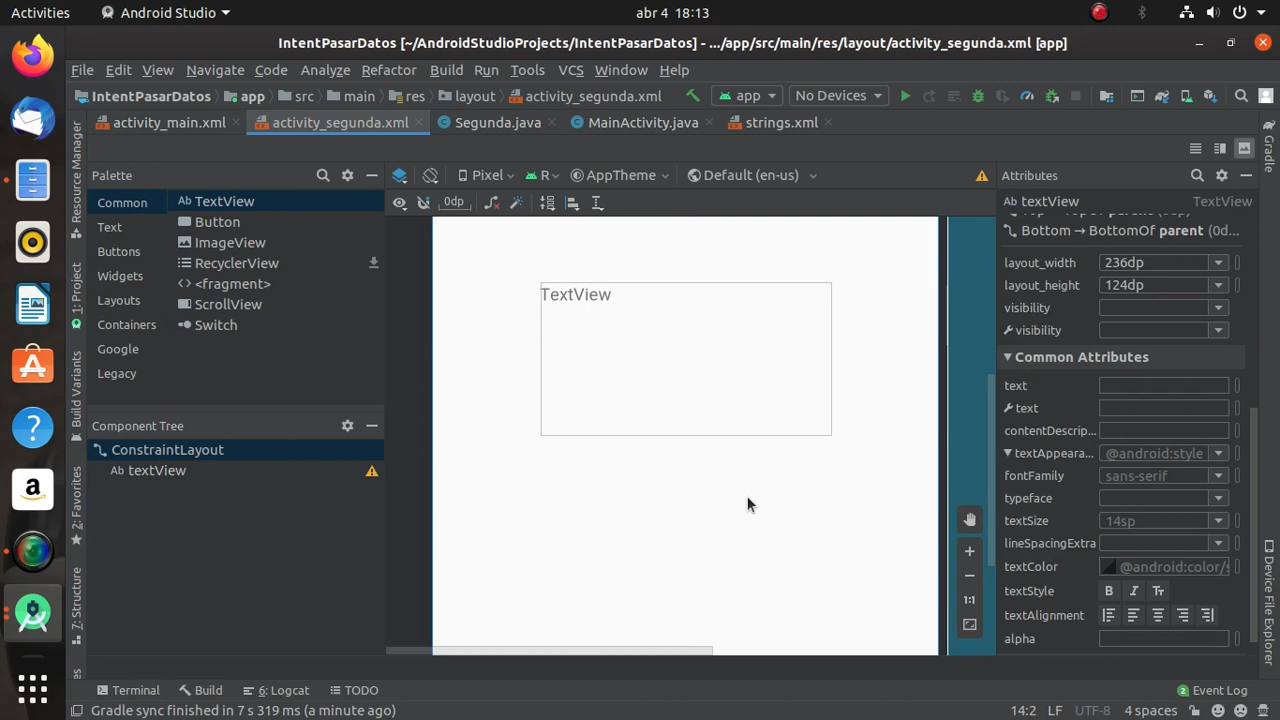 Activities Android Studio abr 4 18:13
IntentPasarDatos [~/AndroidStudioProjects/IntentPasarDatos] - .../app/src/main/res/layout/activity_segunda.xml [app]
File Edit View Navigate Code Analyze Refactor Build Run Tools VCS Window Help
IntentPasarDatos app src main res layout activity_segunda.xml app No Devices
activity_main.xml activity_segunda.xml Segunda.java MainActivity.java strings.xml
Palette
Common
Text
Buttons
Widgets
Layouts
Containers
Google
Legacy
Ab TextView
Button
ImageView
RecyclerView
<fragment>
ScrollView
Switch
Component Tree
ConstraintLayout
Ab textView
Pixel R AppTheme Default (en-us)
0dp
TextView
1:1
Attributes
Ab textView TextView
Bottom → BottomOf parent (0d...
layout_width 236dp
layout_height 124dp
visibility
visibility
Common Attributes
text
text
contentDescrip...
textAppeara... @android:style
fontFamily sans-serif
typeface
textSize 14sp
lineSpacingExtra
textColor @android:color/s
textStyle B I Tr
textAlignment
alpha
Resource Manager
1: Project
Build Variants
2: Favorites
7: Structure
Gradle
Device File Explorer
Terminal Build 6: Logcat TODO 2 Event Log
Gradle sync finished in 7 s 319 ms (a minute ago) 14:2 LF UTF-8 4 spaces